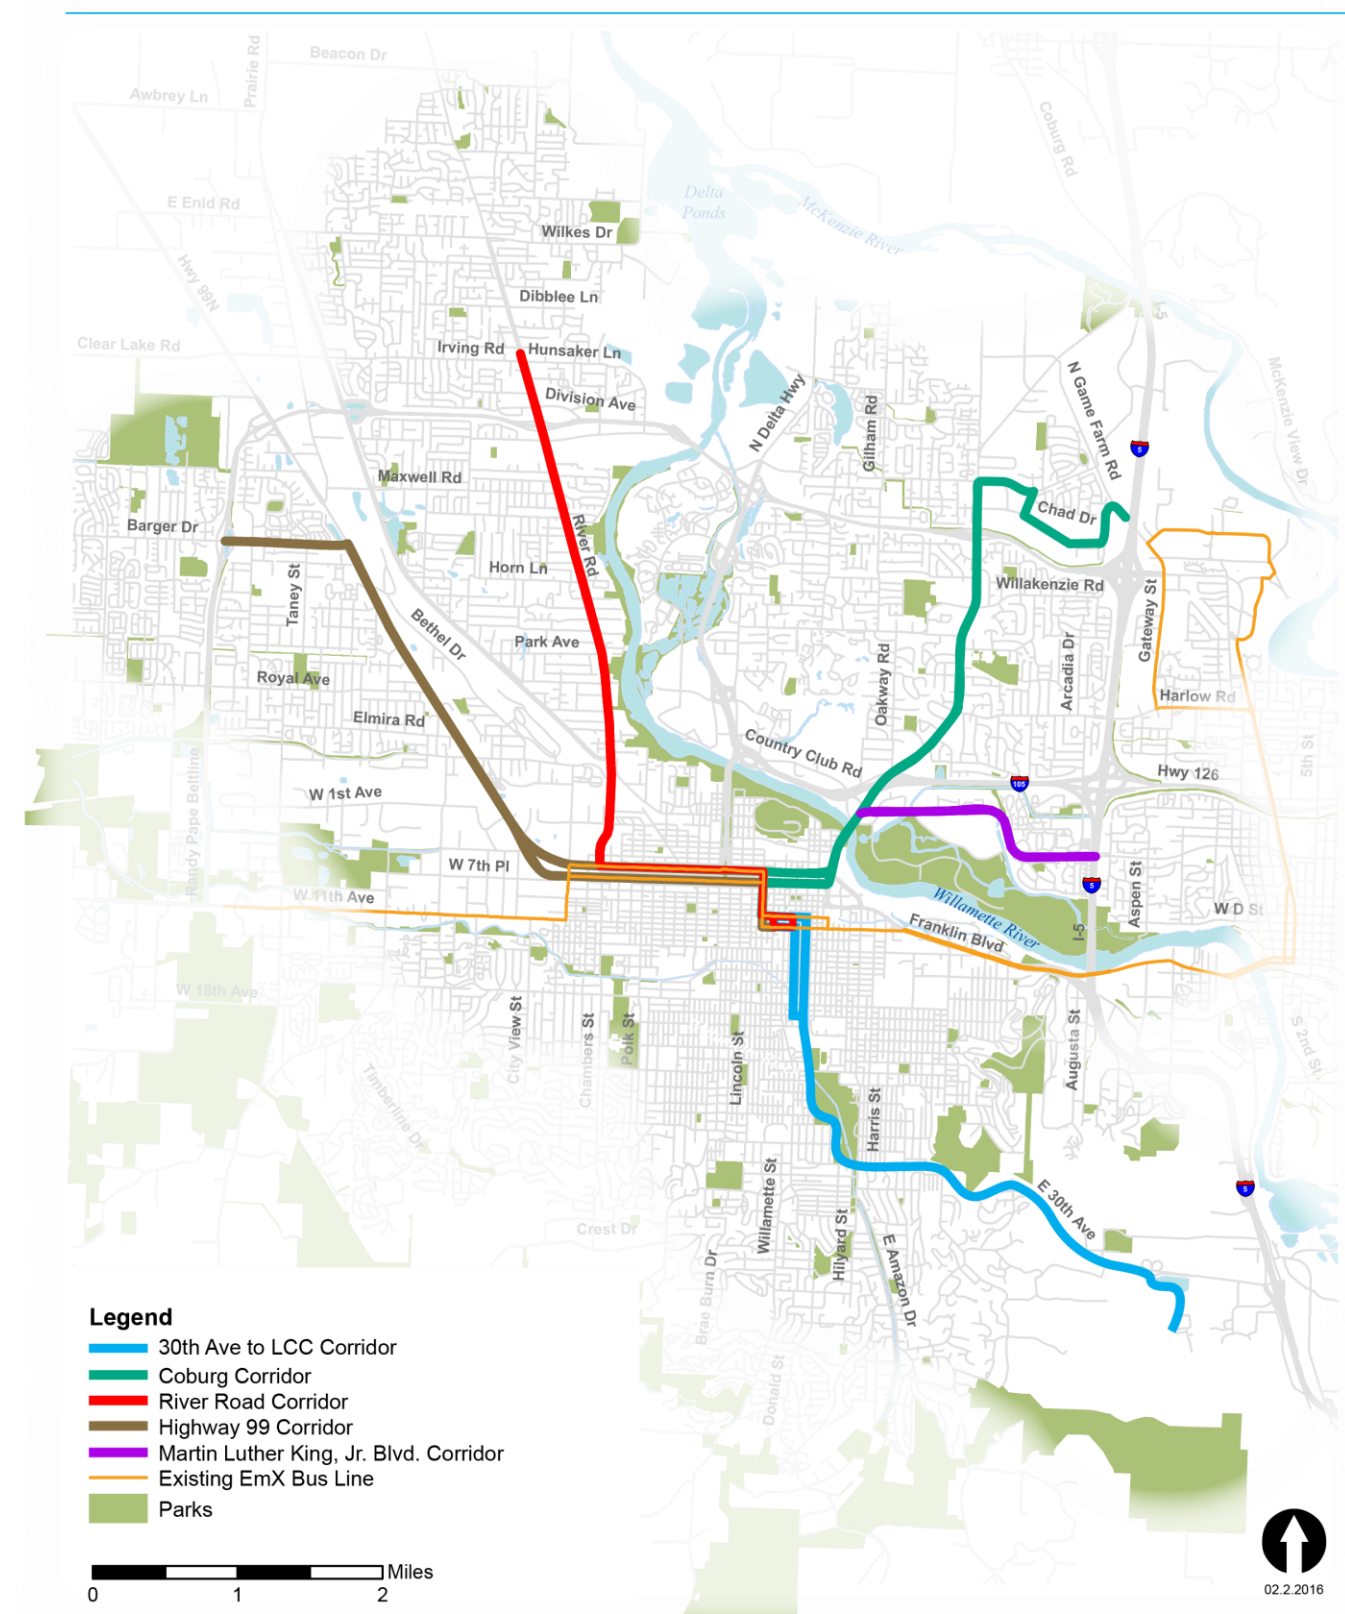 Beacon Dr
Prairie Rd
Awbrey Ln
Coburg Rd
Delta
Ponds
McKenzie River
E Enid Rd
Wilkes Dr
Hwy 99N
Dibblee Ln
I-5
Clear Lake Rd
Irving Rd
Hunsaker Ln
Division Ave
N Delta Hwy
Gilham Rd
N Game Farm Rd
McKenzie View Dr
5
Maxwell Rd
Chad Dr
Barger Dr
River Rd
Horn Ln
Taney St
Willakenzie Rd
Gateway St
Bethel Dr
Park Ave
Oakway Rd
Arcadia Dr
Royal Ave
Harlow Rd
Elmira Rd
Country Club Rd
5th St
Hwy 126
105
Randy Pape Beltline
W 1st Ave
W 7th Pl
5
Aspen St
W 11th Ave
Willamette River
W D St
Franklin Blvd
I-5
W 18th Ave
City View St
Chambers St
Polk St
Lincoln St
Augusta St
S 2nd St
Timberline Dr
Harris St
Willamette St
E 30th Ave
5
Crest Dr
Hilyard St
E Amazon Dr
Brae Burn Dr
Donald St
Legend
30th Ave to LCC Corridor
Coburg Corridor
River Road Corridor
Highway 99 Corridor
Martin Luther King, Jr. Blvd. Corridor
Existing EmX Bus Line
Parks
Miles
0 1 2
02.2.2016